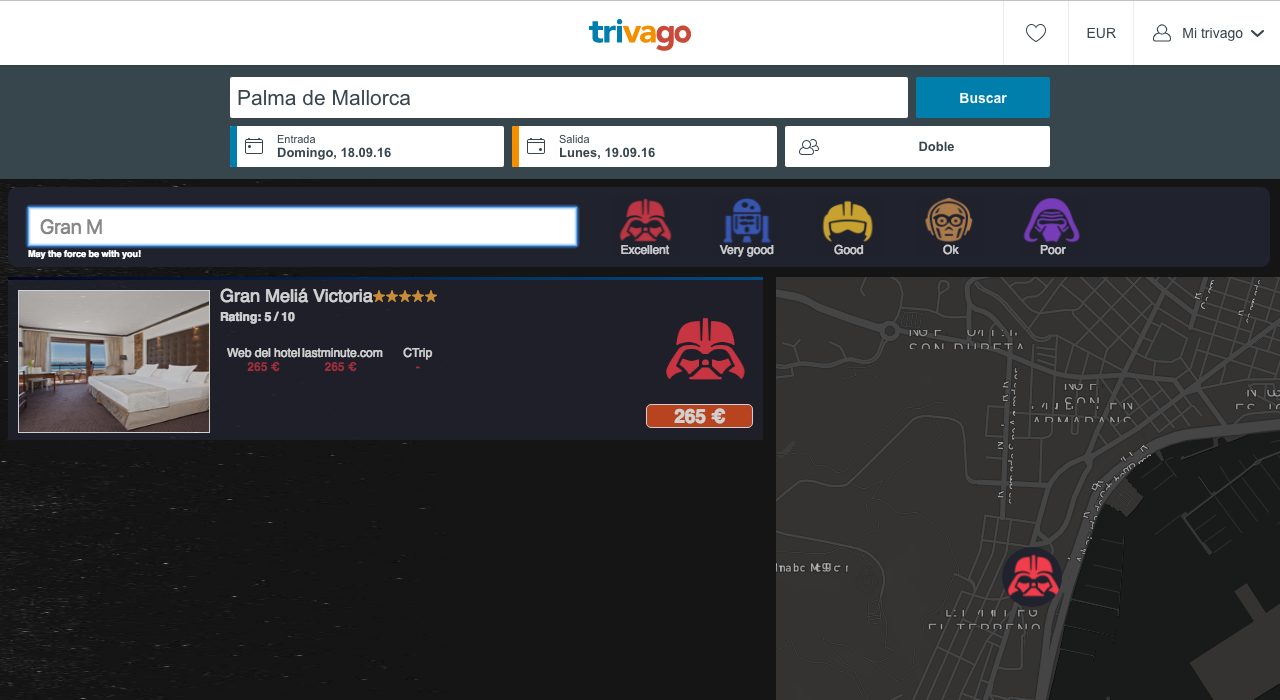 trivago
EUR
Mi trivago
Palma de Mallorca
Buscar
Entrada
Domingo, 18.09.16
Salida
Lunes, 19.09.16
Doble
Gran M
May the force be with you!
Excellent
Very good
Good
Ok
Poor
Gran Meliá Victoria
Rating: 5 / 10
Web del hotel lastminute.com CTrip
265 € 265 € -
265 €
EL TERRENO